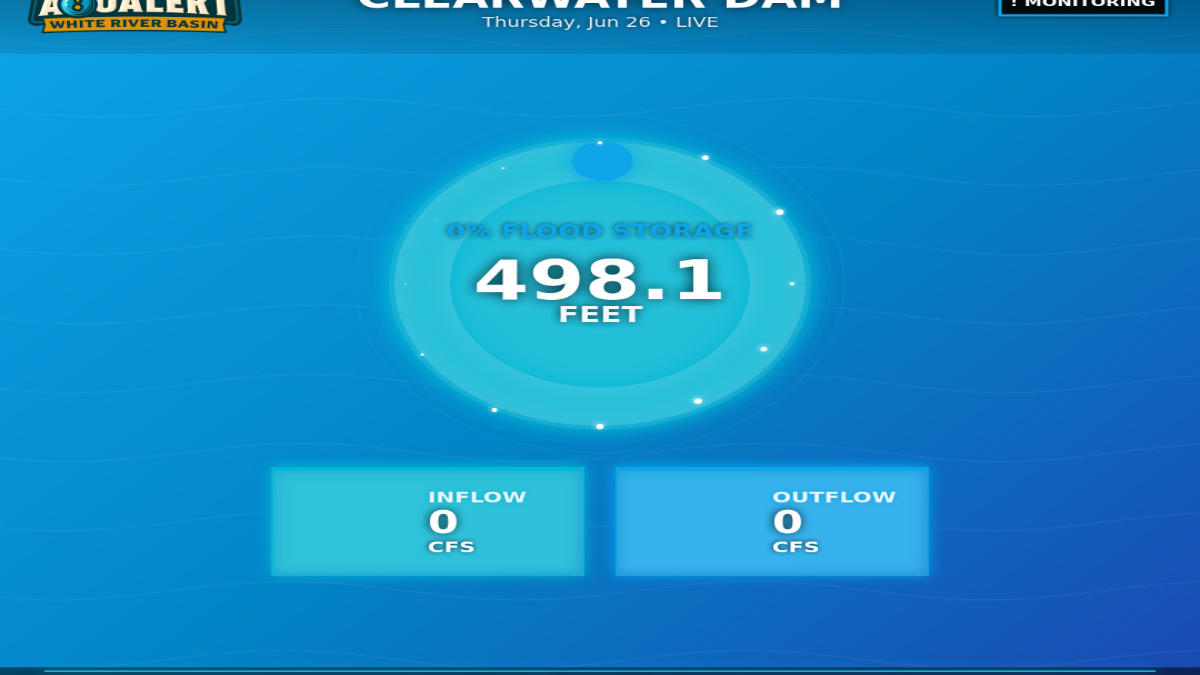 AQUALERT
WHITE RIVER BASIN
CLEARWATER DAM
Thursday, Jun 26 • LIVE
! MONITORING
0% FLOOD STORAGE
498.1
FEET
INFLOW
0
CFS
OUTFLOW
0
CFS